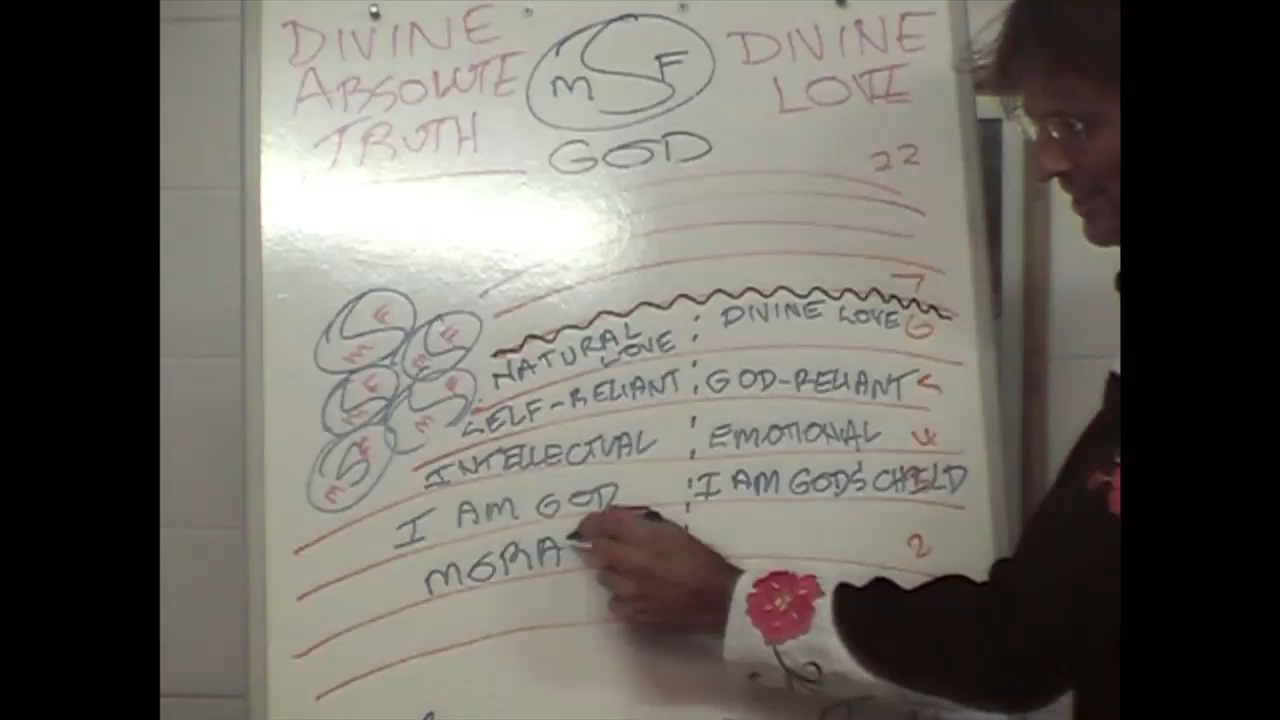 DIVINE
ABSOLUTE
TRUTH
M S F
GOD
DIVINE
LOVE
22
7
NATURAL LOVE : DIVINE LOVE 6
SELF-RELIANT : GOD-RELIANT 5
INTELLECTUAL : EMOTIONAL 4
I AM GOD : I AM GOD'S CHILD
MORA
2
S F M
S F M
S F M
S F M
S F M